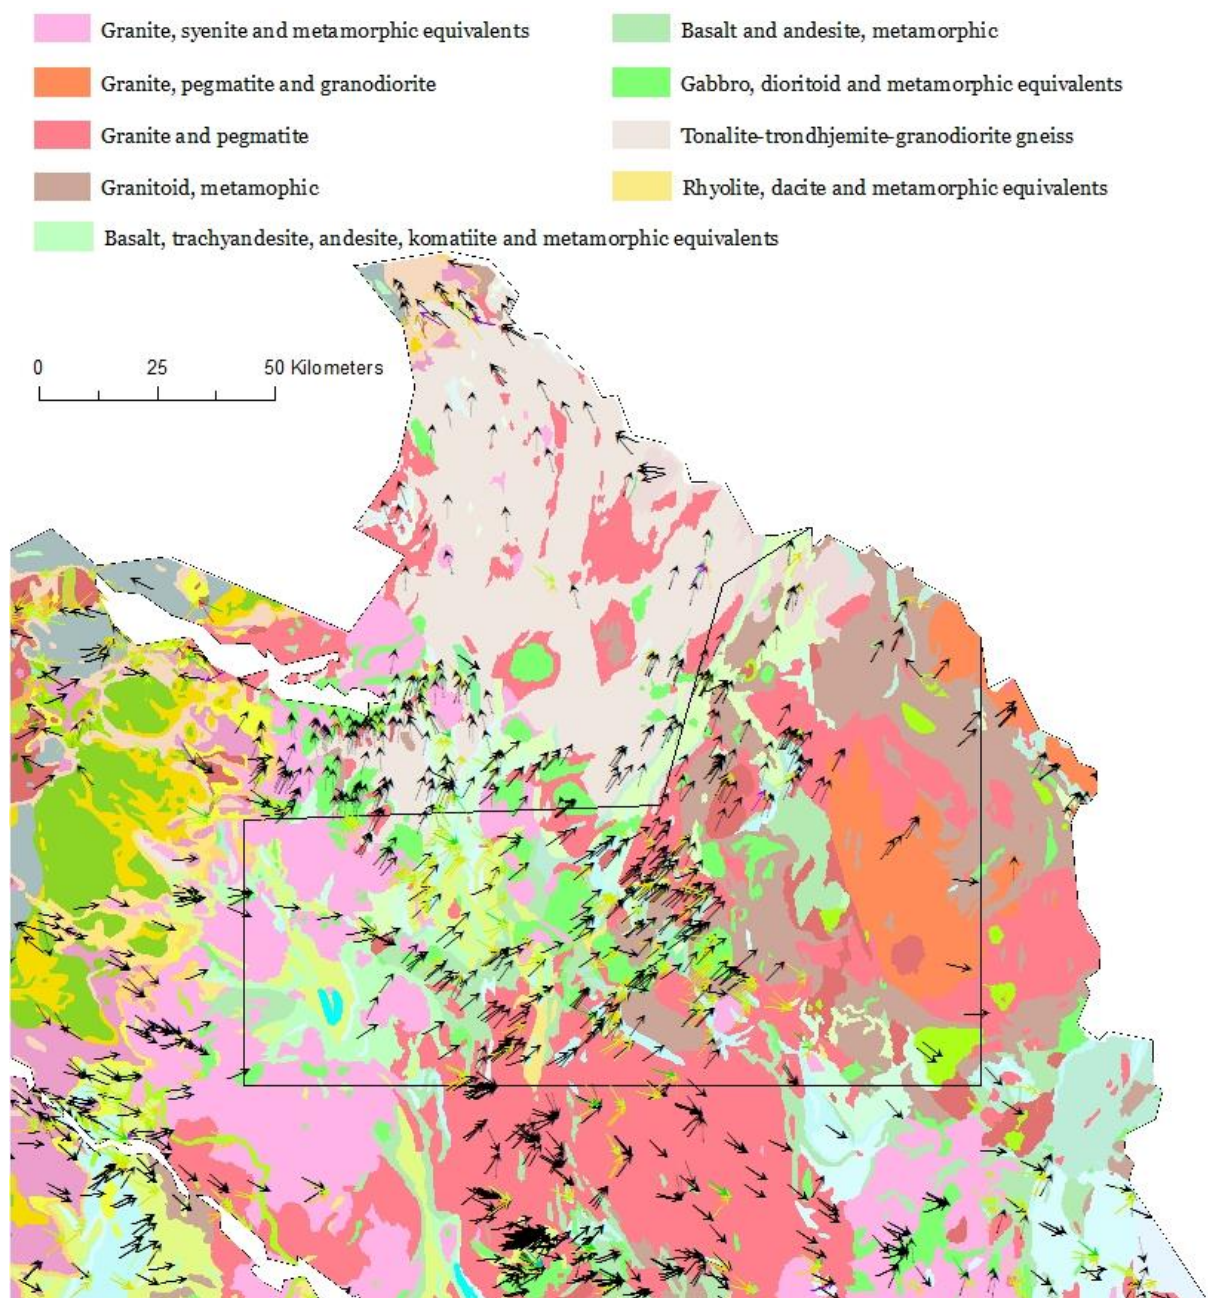 Granite, syenite and metamorphic equivalents
Granite, pegmatite and granodiorite
Granite and pegmatite
Granitoid, metamophic
Basalt, trachyandesite, andesite, komatiite and metamorphic equivalents
Basalt and andesite, metamorphic
Gabbro, dioritoid and metamorphic equivalents
Tonalite-trondhjemite-granodiorite gneiss
Rhyolite, dacite and metamorphic equivalents
0 25 50 Kilometers